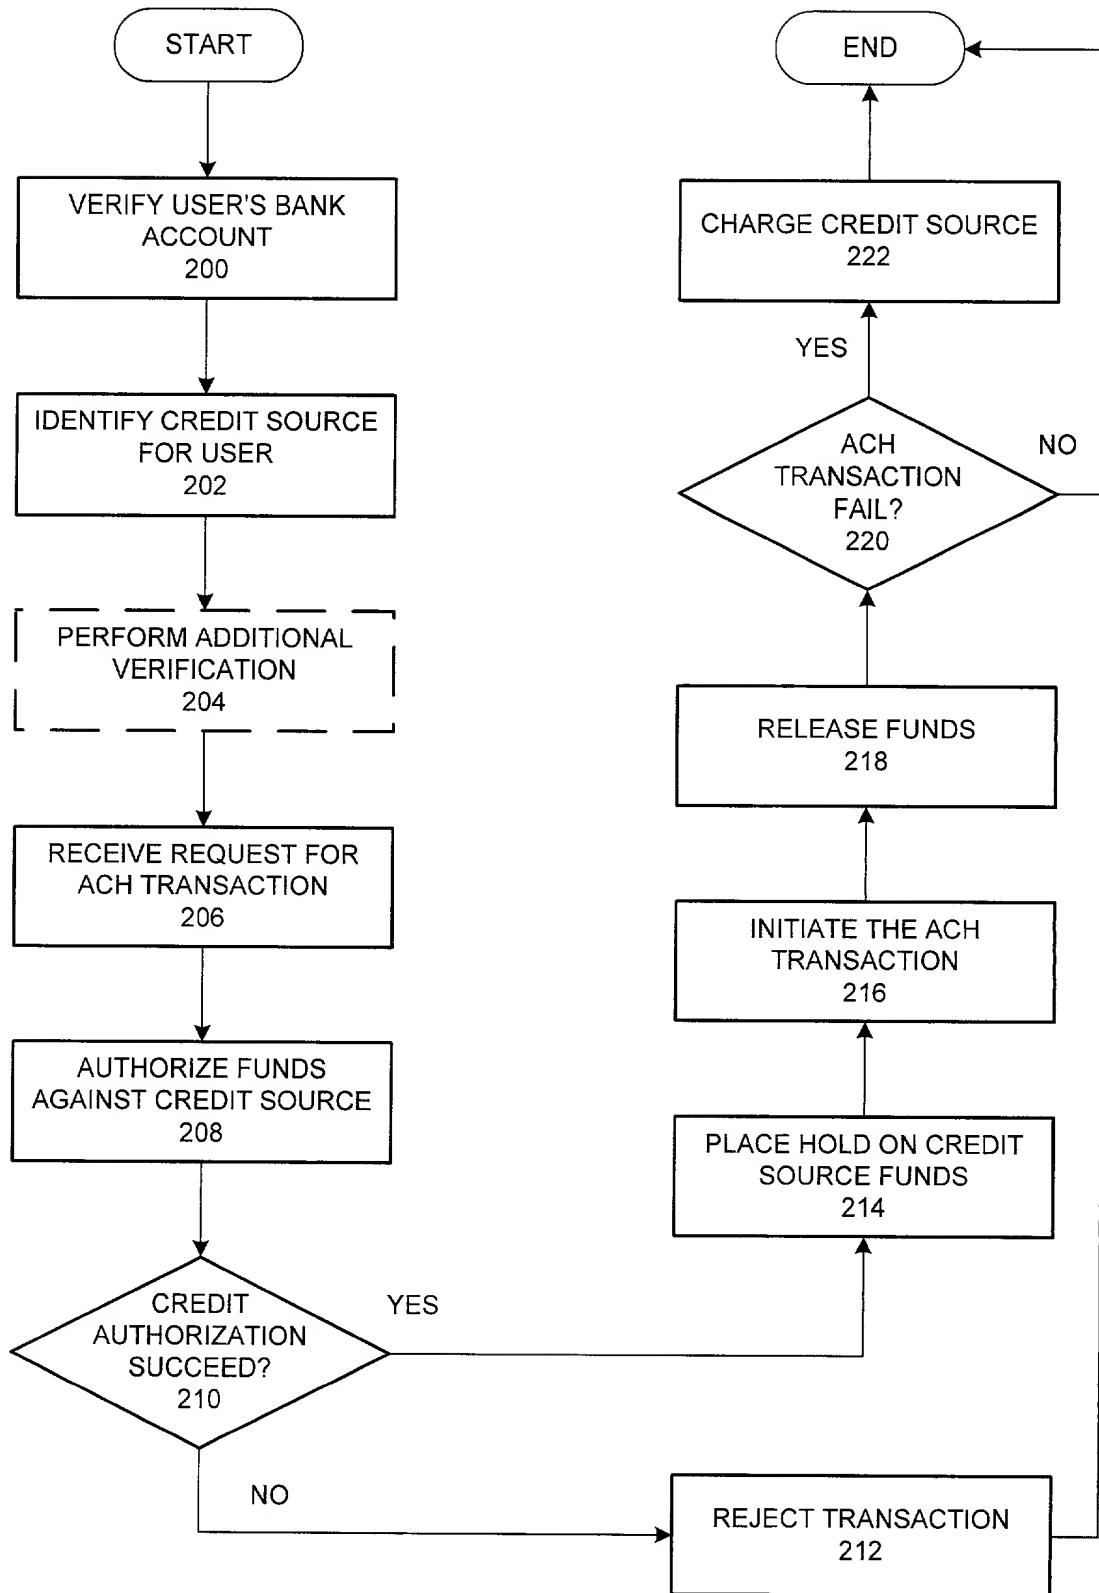 START
VERIFY USER'S BANK
ACCOUNT
200
IDENTIFY CREDIT SOURCE
FOR USER
202
PERFORM ADDITIONAL
VERIFICATION
204
RECEIVE REQUEST FOR
ACH TRANSACTION
206
AUTHORIZE FUNDS
AGAINST CREDIT SOURCE
208
CREDIT
AUTHORIZATION
SUCCEED?
210
YES
NO
REJECT TRANSACTION
212
PLACE HOLD ON CREDIT
SOURCE FUNDS
214
INITIATE THE ACH
TRANSACTION
216
RELEASE FUNDS
218
ACH
TRANSACTION
FAIL?
220
NO
YES
CHARGE CREDIT SOURCE
222
END